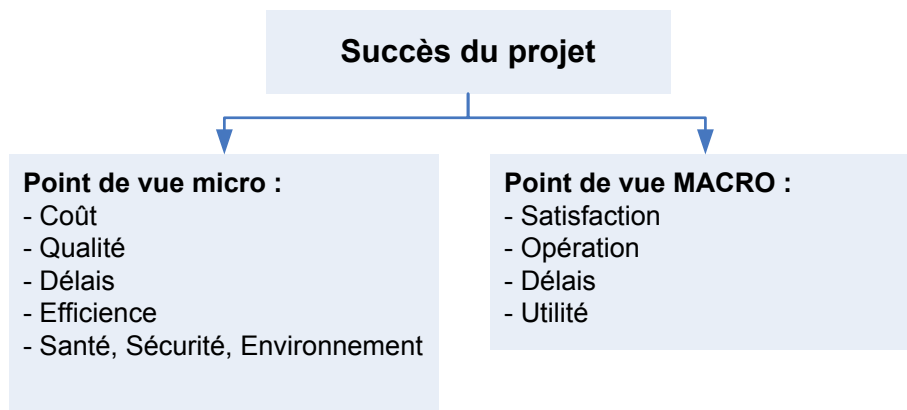 Succès du projet
Point de vue micro :
- Coût
- Qualité
- Délais
- Efficience
- Santé, Sécurité, Environnement
Point de vue MACRO :
- Satisfaction
- Opération
- Délais
- Utilité